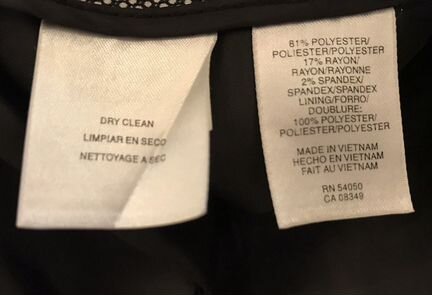 DRY CLEAN
LIMPIAR EN SECO
NETTOYAGE A SEC
81% POLYESTER/
POLIESTER/POLYESTER
17% RAYON/
RAYON/RAYONNE
2% SPANDEX/
SPANDEX/SPANDEX
LINING/FORRO/
DOUBLURE:
100% POLYESTER/
POLIESTER/POLYESTER
MADE IN VIETNAM
HECHO EN VIETNAM
FAIT AU VIETNAM
RN 54050
CA 08349